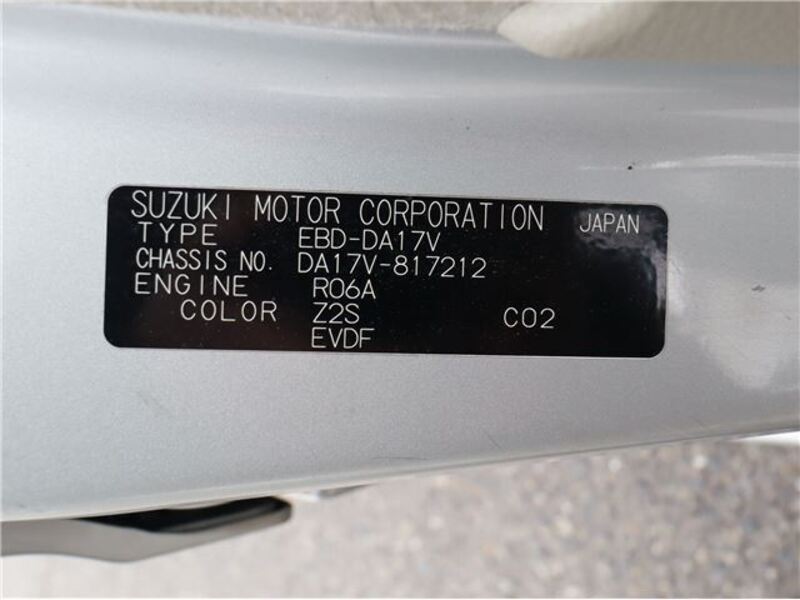 SUZUKI MOTOR CORPORATION JAPAN
TYPE EBD-DA17V
CHASSIS NO. DA17V-817212
ENGINE R06A
COLOR Z2S C02
EVDF